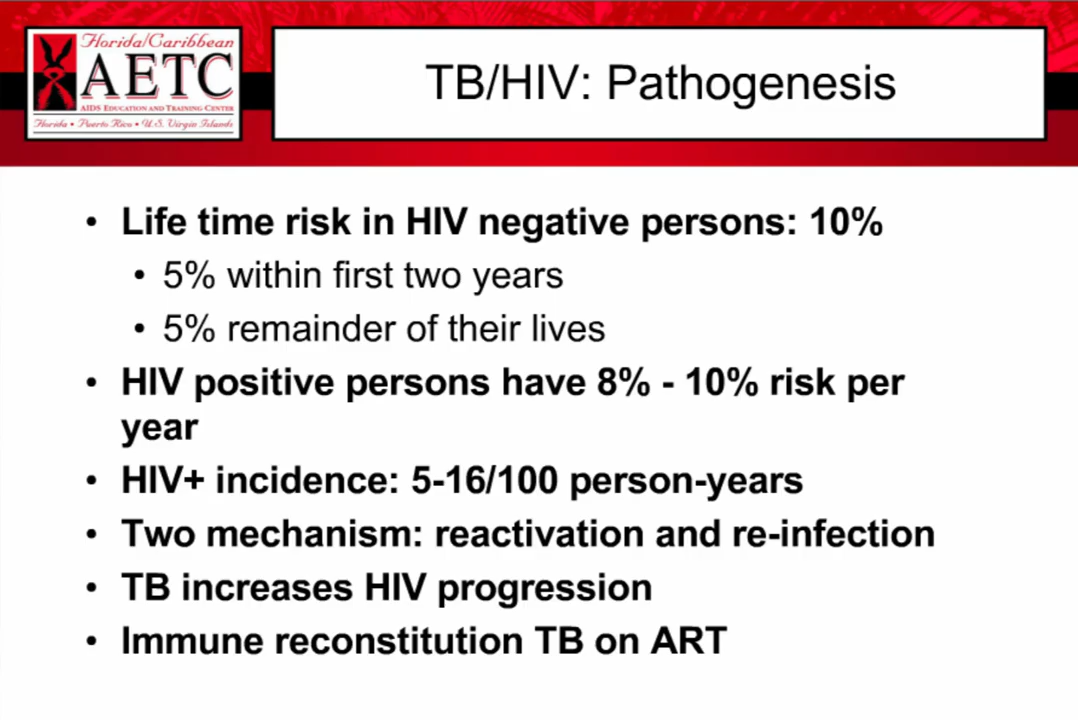 Florida/Caribbean
AETC
AIDS EDUCATION AND TRAINING CENTER
Florida • Puerto Rico • U.S. Virgin Islands
TB/HIV: Pathogenesis
• Life time risk in HIV negative persons: 10%
• 5% within first two years
• 5% remainder of their lives
• HIV positive persons have 8% - 10% risk per
year
• HIV+ incidence: 5-16/100 person-years
• Two mechanism: reactivation and re-infection
• TB increases HIV progression
• Immune reconstitution TB on ART